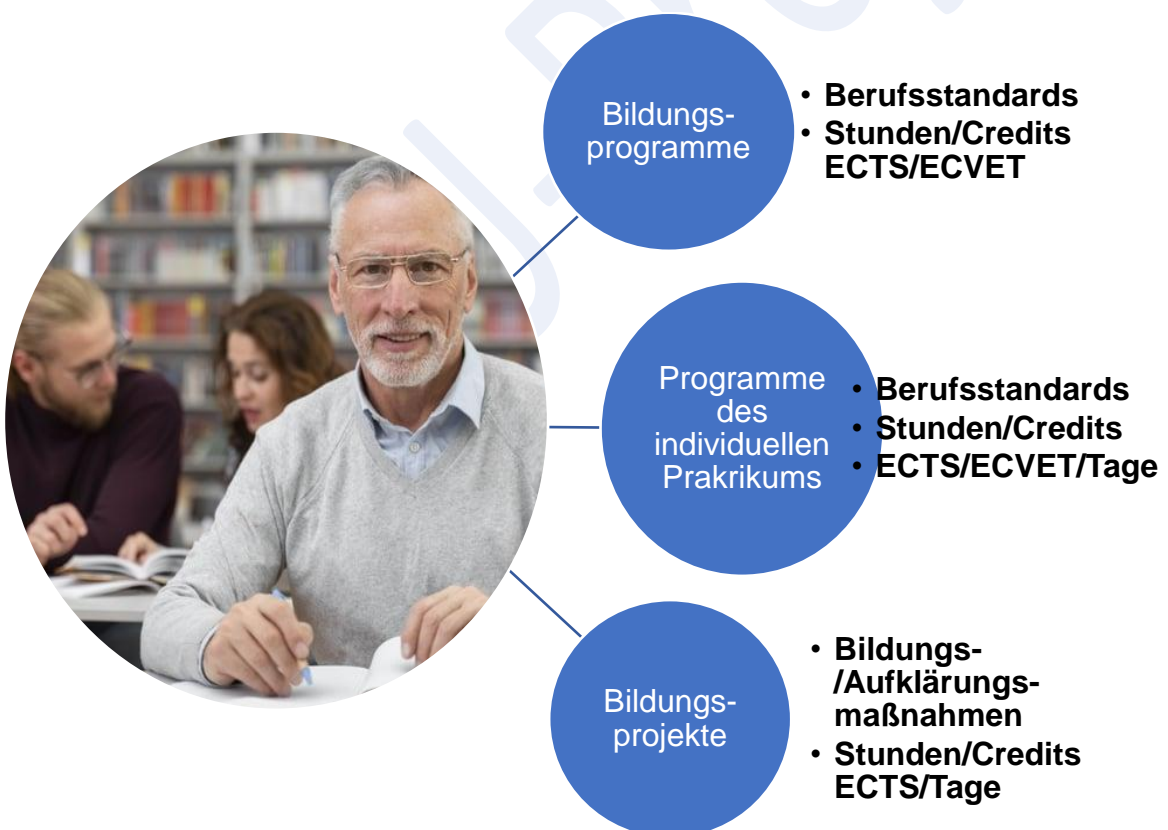 Bildungs-
programme
• Berufsstandards
• Stunden/Credits
ECTS/ECVET
Programme
des
individuellen
Prakrikums
• Berufsstandards
• Stunden/Credits
• ECTS/ECVET/Tage
Bildungs-
projekte
• Bildungs-
/Aufklärungs-
maßnahmen
• Stunden/Credits
ECTS/Tage